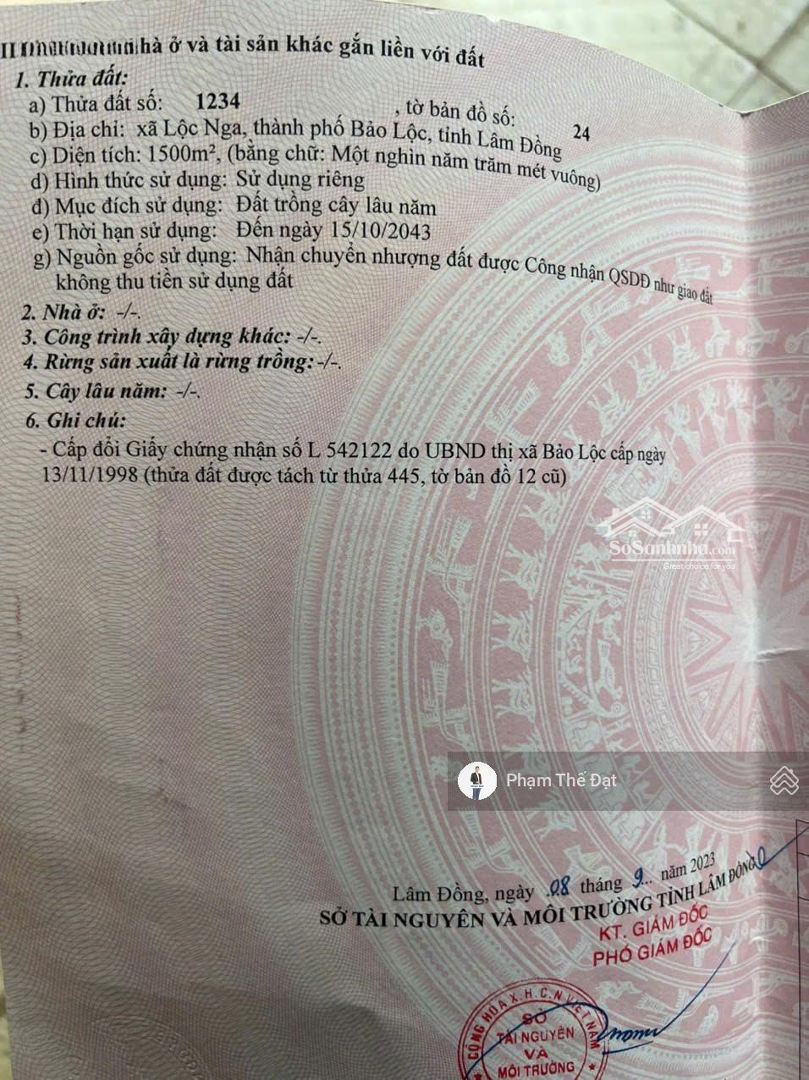 nhà ở và tài sản khác gắn liền với đất
1. Thửa đất:
a) Thửa đất số: 1234 , tờ bản đồ số: 24
b) Địa chỉ: xã Lộc Nga, thành phố Bảo Lộc, tỉnh Lâm Đồng
c) Diện tích: 1500m², (bằng chữ: Một nghìn năm trăm mét vuông)
d) Hình thức sử dụng: Sử dụng riêng
đ) Mục đích sử dụng: Đất trồng cây lâu năm
e) Thời hạn sử dụng: Đến ngày 15/10/2043
g) Nguồn gốc sử dụng: Nhận chuyển nhượng đất được Công nhận QSDĐ như giao đất
không thu tiền sử dụng đất
2. Nhà ở: -/-.
3. Công trình xây dựng khác: -/-.
4. Rừng sản xuất là rừng trồng: -/-.
5. Cây lâu năm: -/-.
6. Ghi chú:
- Cấp đổi Giấy chứng nhận số L 542122 do UBND thị xã Bảo Lộc cấp ngày
13/11/1998 (thửa đất được tách từ thửa 445, tờ bản đồ 12 cũ)
SoSanhnha.com
Great choice for you
Phạm Thế Đạt
Lâm Đồng, ngày 08 tháng 9 năm 2023
SỞ TÀI NGUYÊN VÀ MÔI TRƯỜNG TỈNH LÂM ĐỒNG
KT. GIÁM ĐỐC
PHÓ GIÁM ĐỐC
CỘNG HÒA X.H.C.N VIỆT NAM
SỞ
TÀI NGUYÊN
VÀ
MÔI TRƯỜNG